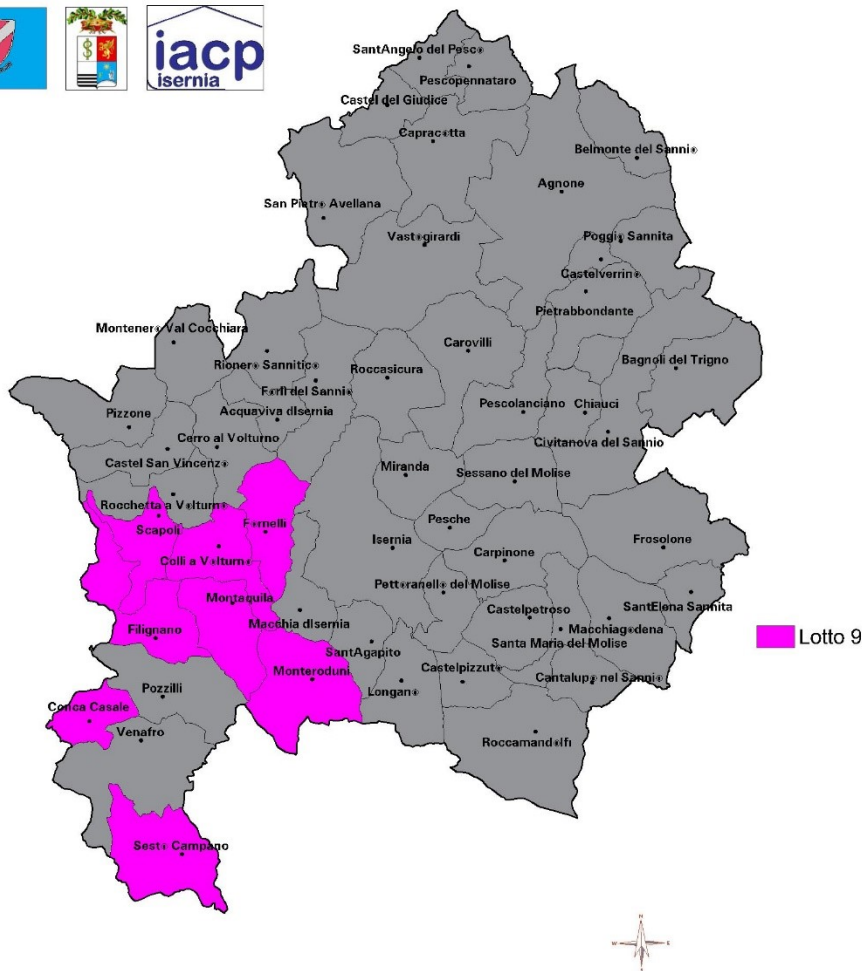 iacp
isernia
SantAngelo del Pesco
Pescopennataro
Castel del Giudice
Capracotta
Belmonte del Sannio
Agnone
San Pietro Avellana
Vastogirardi
Poggio Sannita
Castelverrino
Pietrabbondante
Montenero Val Cocchiara
Carovilli
Rionero Sannitico
Roccasicura
Bagnoli del Trigno
Forlì del Sannio
Pizzone
Acquaviva dIsernia
Pescolanciano
Chiauci
Cerro al Volturno
Civitanova del Sannio
Castel San Vincenzo
Miranda
Sessano del Molise
Rocchetta a Volturno
Scapoli
Fornelli
Pesche
Isernia
Frosolone
Colli a Volturno
Carpinone
Pettoranello del Molise
Montaquila
Castelpetroso
SantElena Sannita
Macchia dIsernia
Macchiagodena
Filignano
Santa Maria del Molise
Lotto 9
SantAgapito
Monteroduni
Castelpizzuto
Cantalupo nel Sannio
Longano
Pozzilli
Conca Casale
Venafro
Roccamandolfi
Sesto Campano
N
W
E
S